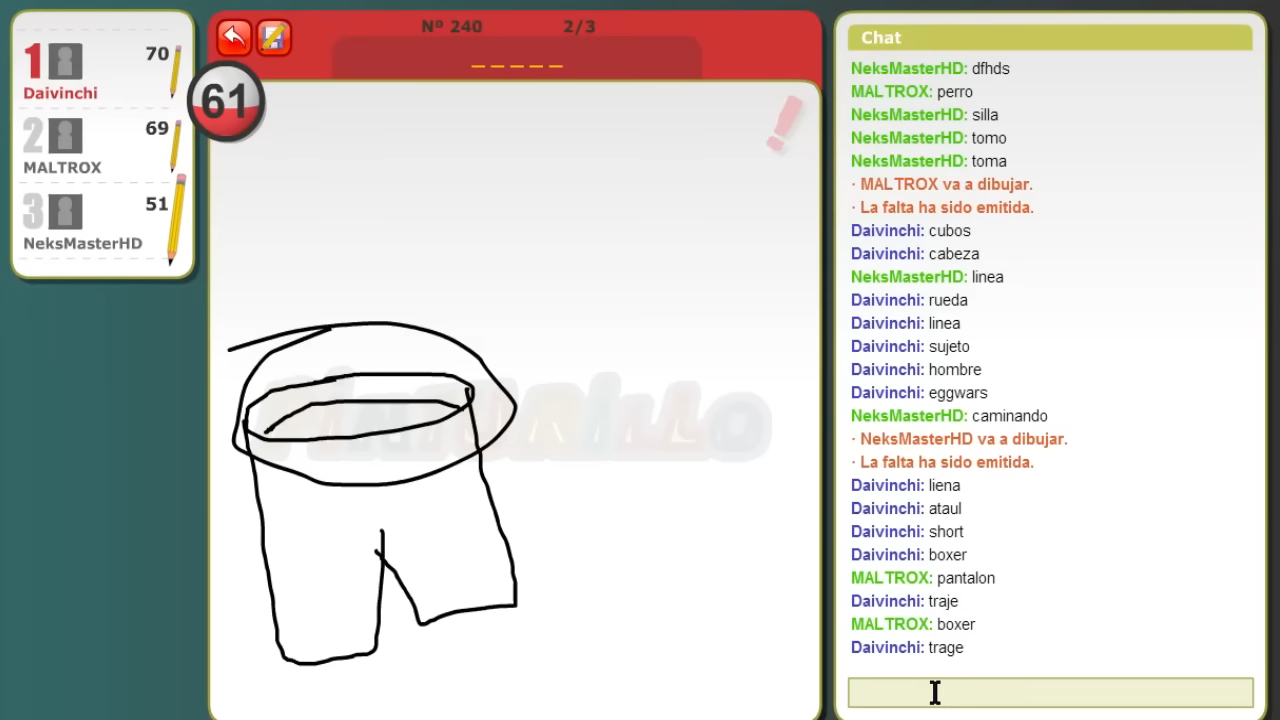 1
70
Daivinchi
2
69
MALTROX
3
51
NeksMasterHD
61
Nº 240
2/3
_ _ _ _ _
Chat
NeksMasterHD: dfhds
MALTROX: perro
NeksMasterHD: silla
NeksMasterHD: tomo
NeksMasterHD: toma
· MALTROX va a dibujar.
· La falta ha sido emitida.
Daivinchi: cubos
Daivinchi: cabeza
NeksMasterHD: linea
Daivinchi: rueda
Daivinchi: linea
Daivinchi: sujeto
Daivinchi: hombre
Daivinchi: eggwars
NeksMasterHD: caminando
· NeksMasterHD va a dibujar.
· La falta ha sido emitida.
Daivinchi: liena
Daivinchi: ataul
Daivinchi: short
Daivinchi: boxer
MALTROX: pantalon
Daivinchi: traje
MALTROX: boxer
Daivinchi: trage